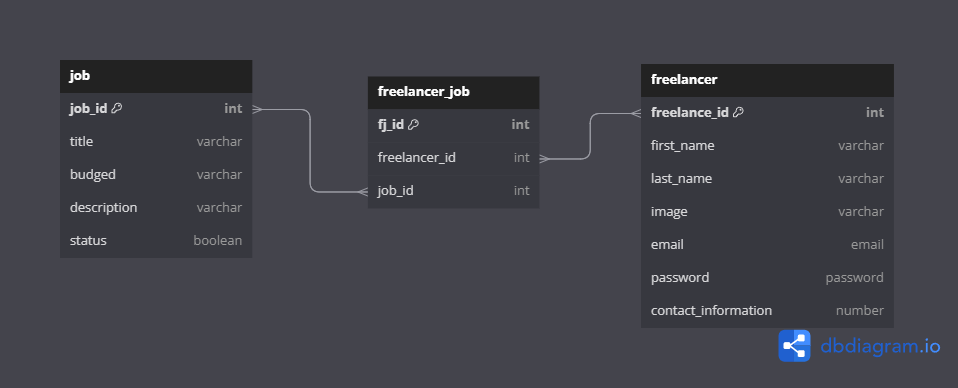 job
job_id int
title varchar
budged varchar
description varchar
status boolean
freelancer_job
fj_id int
freelancer_id int
job_id int
freelancer
freelance_id int
first_name varchar
last_name varchar
image varchar
email email
password password
contact_information number
dbdiagram.io